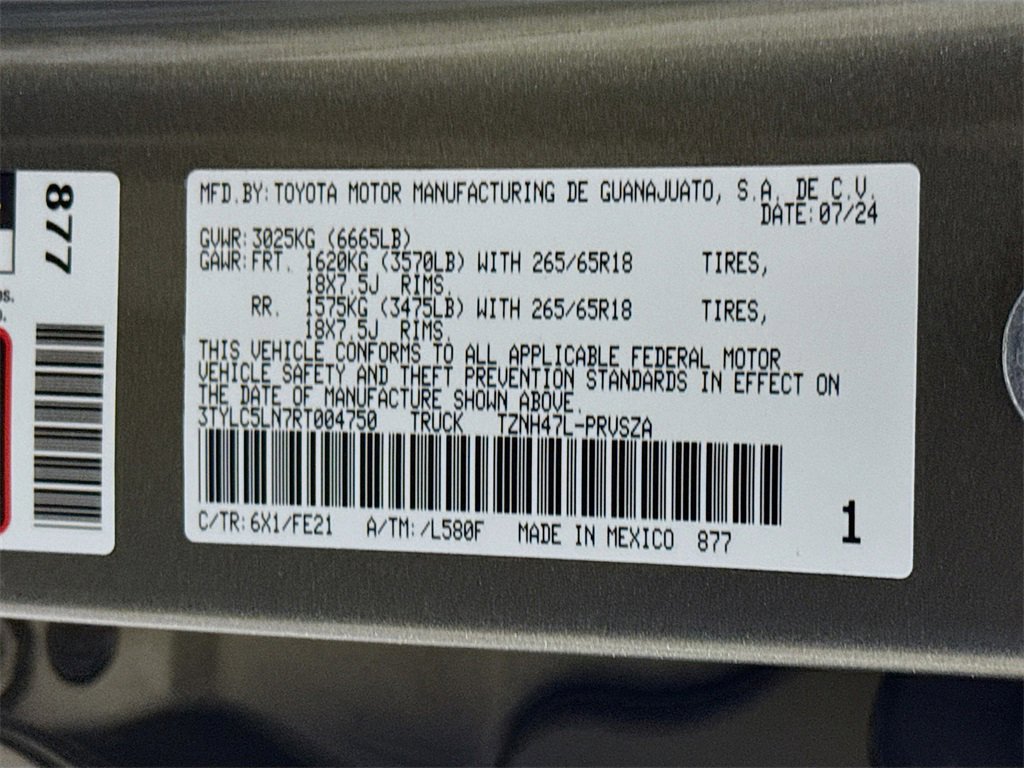 MFD.BY: TOYOTA MOTOR MANUFACTURING DE GUANAJUATO, S.A. DE C.V.
DATE: 07/24
GVWR: 3025KG (6665LB)
GAWR: FRT. 1620KG (3570LB) WITH 265/65R18 TIRES,
18X7.5J RIMS.
RR. 1575KG (3475LB) WITH 265/65R18 TIRES,
18X7.5J RIMS.
THIS VEHICLE CONFORMS TO ALL APPLICABLE FEDERAL MOTOR
VEHICLE SAFETY AND THEFT PREVENTION STANDARDS IN EFFECT ON
THE DATE OF MANUFACTURE SHOWN ABOVE.
3TYLC5LN7RT004750 TRUCK TZNH47L-PRVSZA
C/TR: 6X1/FE21 A/TM: /L580F MADE IN MEXICO 877
1
877